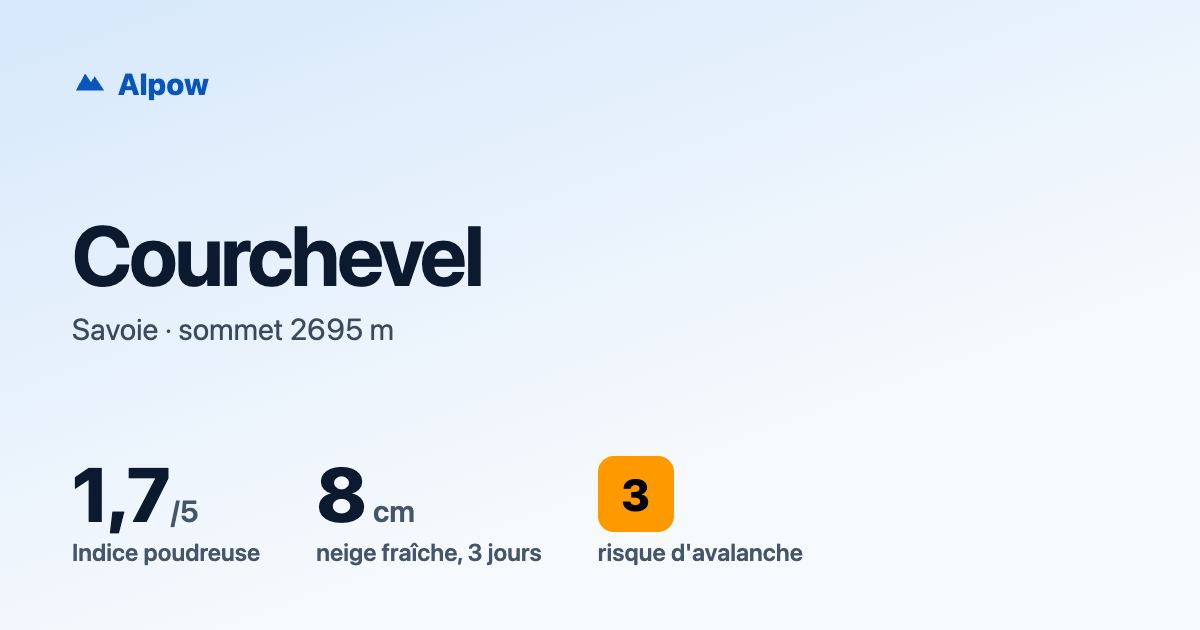 Alpow
Courchevel
Savoie · sommet 2695 m
1,7/5
Indice poudreuse
8 cm
neige fraîche, 3 jours
3
risque d'avalanche